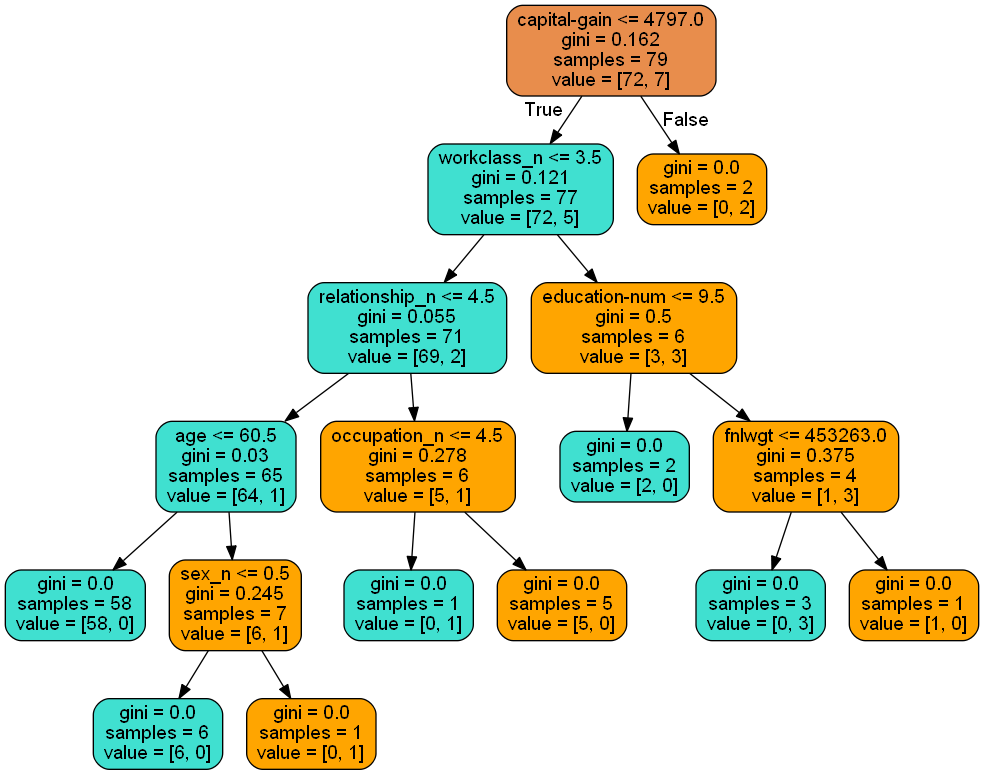 capital-gain <= 4797.0
gini = 0.162
samples = 79
value = [72, 7]
True
False
workclass_n <= 3.5
gini = 0.121
samples = 77
value = [72, 5]
gini = 0.0
samples = 2
value = [0, 2]
relationship_n <= 4.5
gini = 0.055
samples = 71
value = [69, 2]
education-num <= 9.5
gini = 0.5
samples = 6
value = [3, 3]
age <= 60.5
gini = 0.03
samples = 65
value = [64, 1]
occupation_n <= 4.5
gini = 0.278
samples = 6
value = [5, 1]
gini = 0.0
samples = 2
value = [2, 0]
fnlwgt <= 453263.0
gini = 0.375
samples = 4
value = [1, 3]
gini = 0.0
samples = 58
value = [58, 0]
sex_n <= 0.5
gini = 0.245
samples = 7
value = [6, 1]
gini = 0.0
samples = 1
value = [0, 1]
gini = 0.0
samples = 5
value = [5, 0]
gini = 0.0
samples = 3
value = [0, 3]
gini = 0.0
samples = 1
value = [1, 0]
gini = 0.0
samples = 6
value = [6, 0]
gini = 0.0
samples = 1
value = [0, 1]